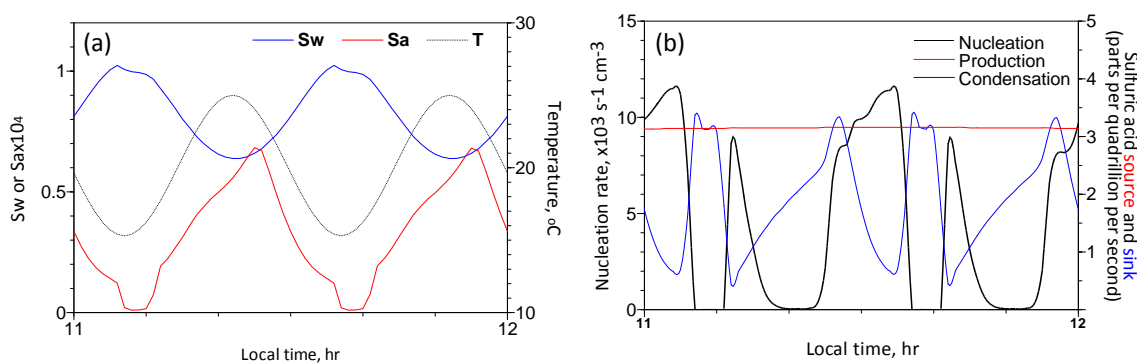 (a)
Sw Sa T
30
1
20
0.5
0
10
11
12
Sw or Sax104
Temperature, oC
Local time, hr
(b)
Nucleation
Production
Condensation
15
10
5
0
5
4
3
2
1
0
11
12
Nucleation rate, x103 s-1 cm-3
Sulfuric acid source and sink
(parts per quadrillion per second)
Local time, hr